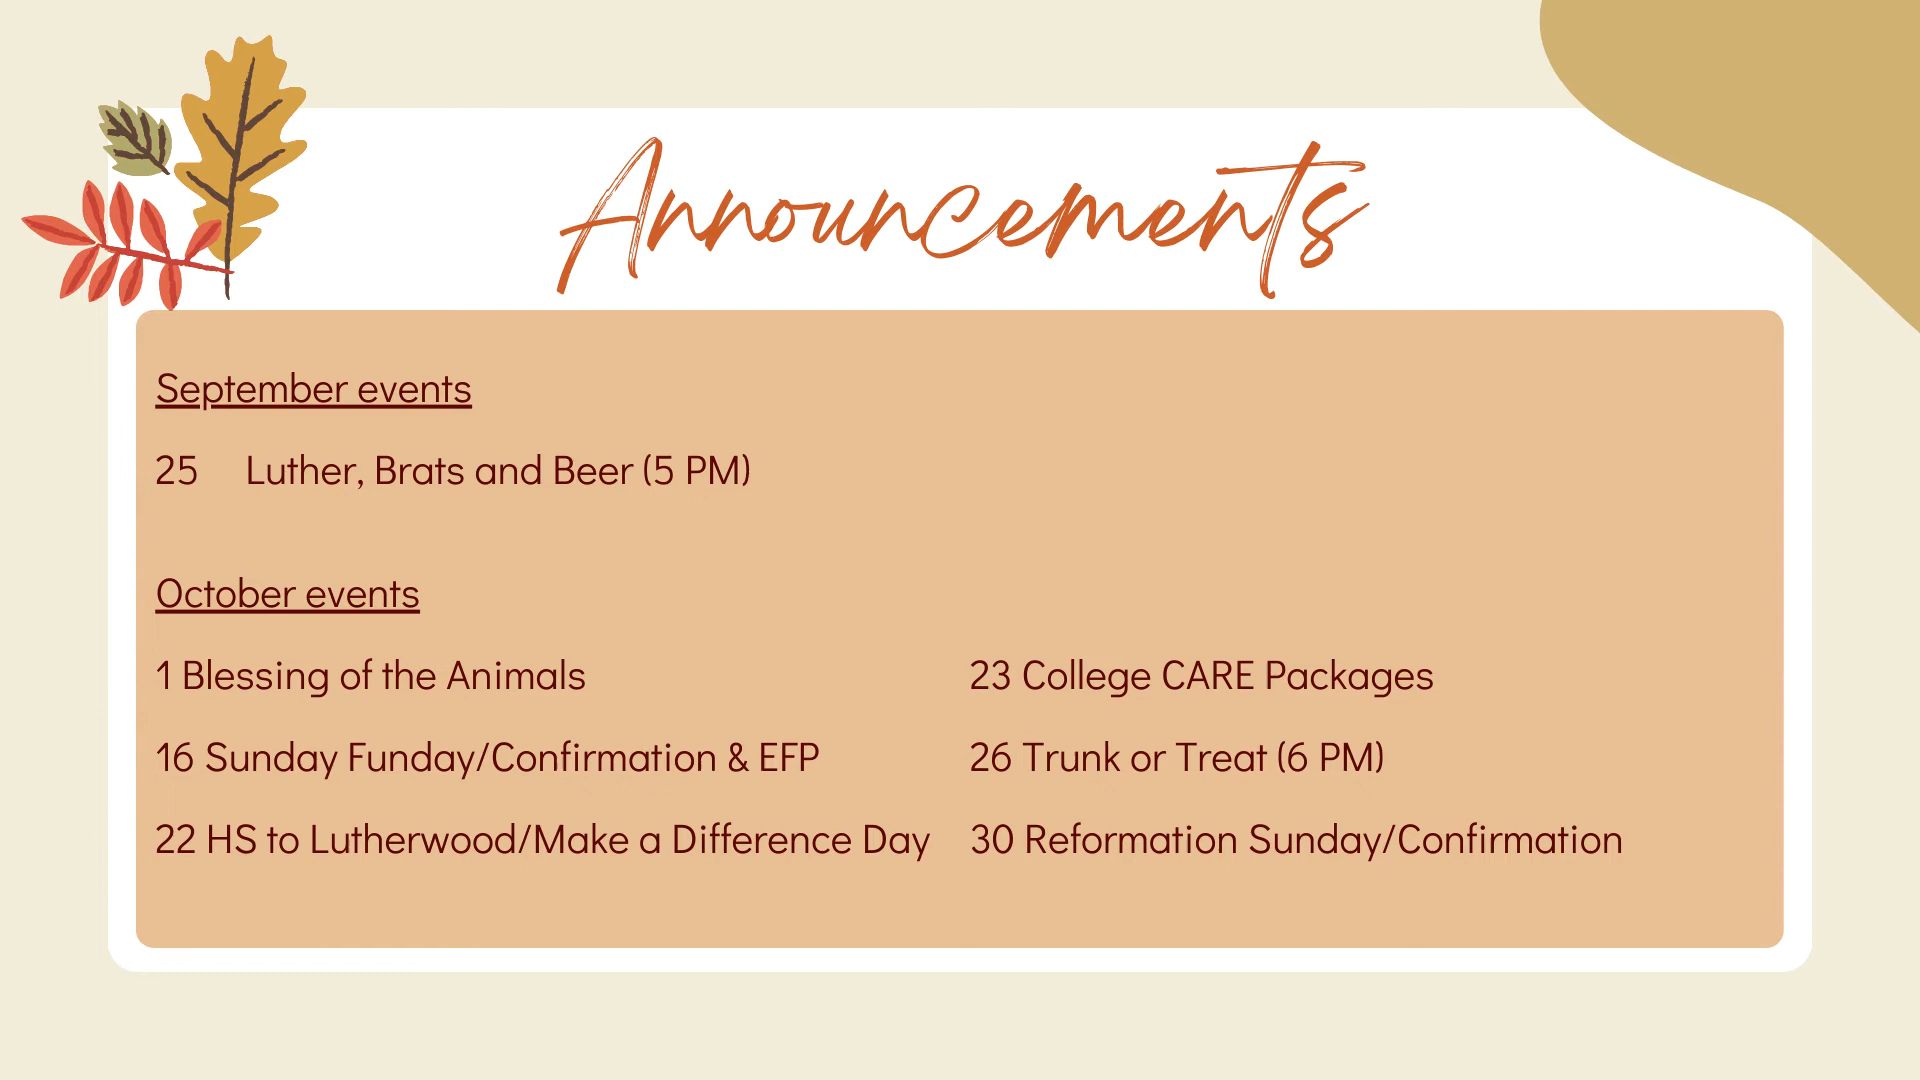 Announcements
September events
25 Luther, Brats and Beer (5 PM)
October events
1 Blessing of the Animals
16 Sunday Funday/Confirmation & EFP
22 HS to Lutherwood/Make a Difference Day
23 College CARE Packages
26 Trunk or Treat (6 PM)
30 Reformation Sunday/Confirmation